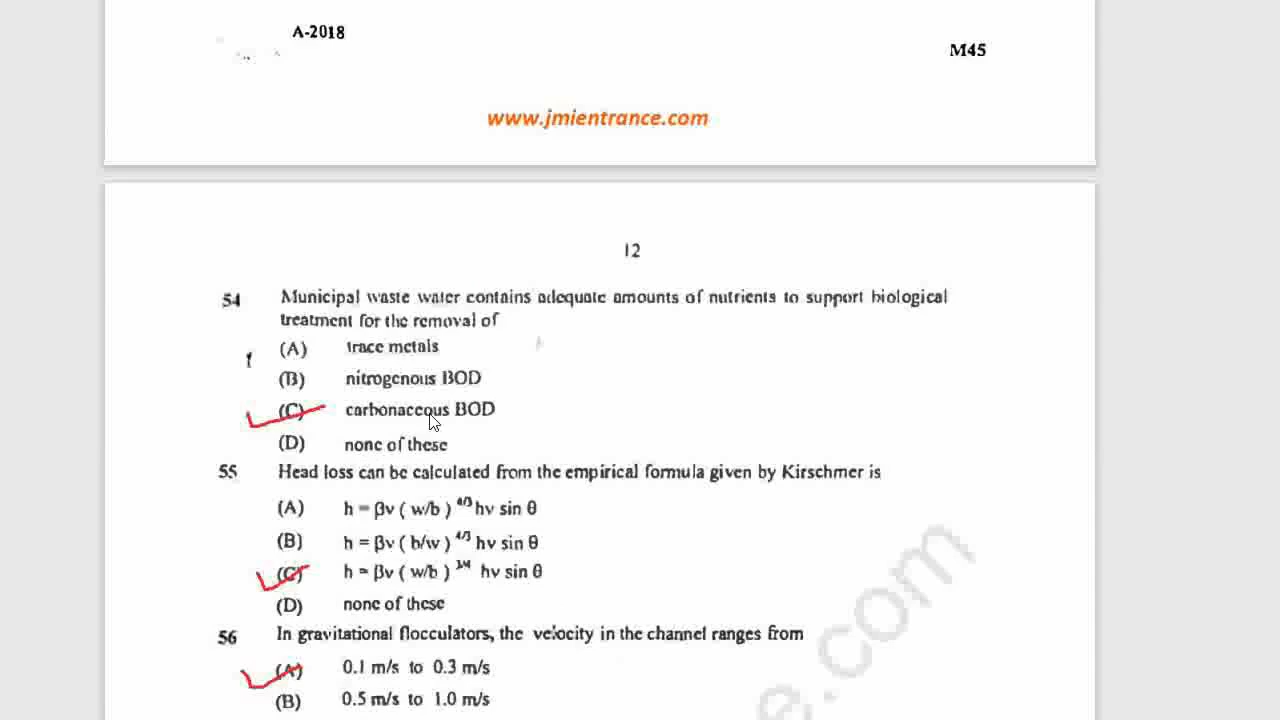 A-2018
M45
www.jmientrance.com
12
54 Municipal waste water contains adequate amounts of nutrients to support biological
treatment for the removal of
(A) trace metals
(B) nitrogenous BOD
(C) carbonaceous BOD
(D) none of these
55 Head loss can be calculated from the empirical formula given by Kirschmer is
(A) h = βv ( w/b ) 4/3 hv sin θ
(B) h = βv ( b/w ) 4/3 hv sin θ
(C) h = βv ( w/b ) 3/4 hv sin θ
(D) none of these
56 In gravitational flocculators, the velocity in the channel ranges from
(A) 0.1 m/s to 0.3 m/s
(B) 0.5 m/s to 1.0 m/s
e.com